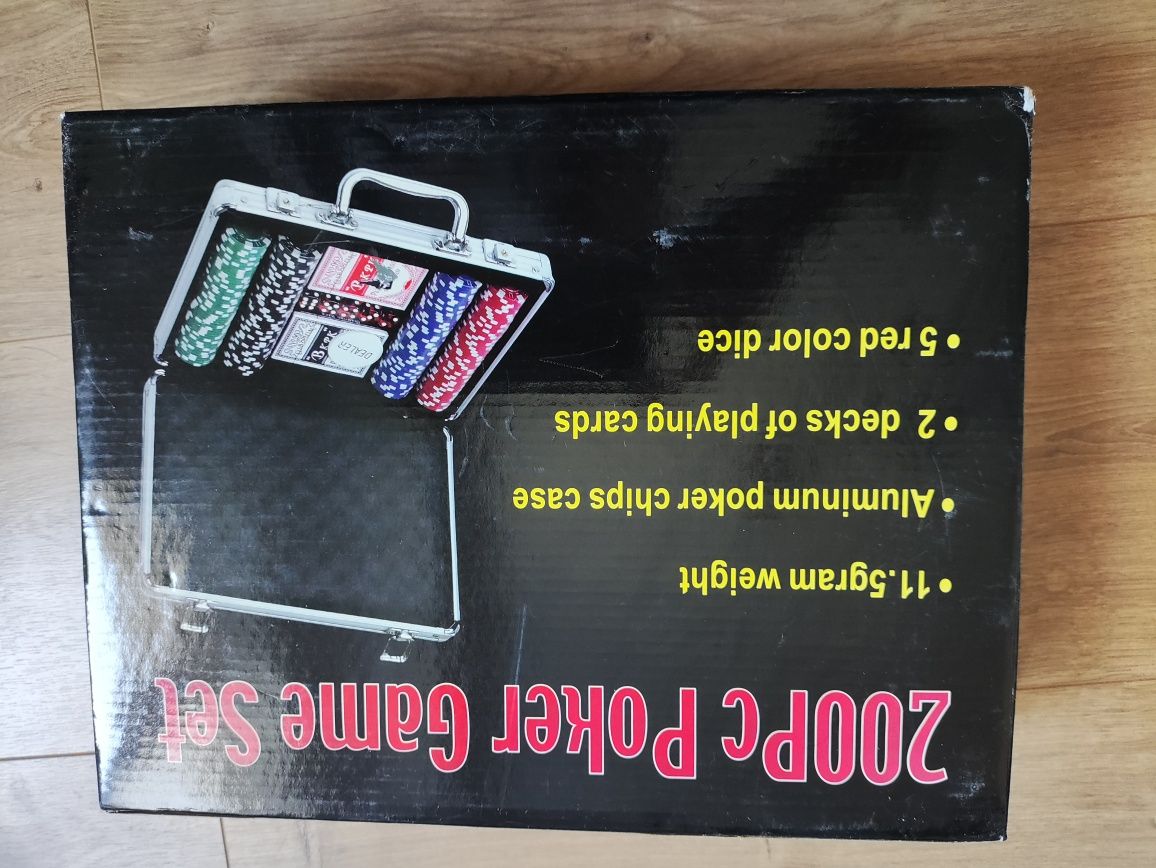 200Pc Poker Game Set
• 11.5gram weight
• Aluminum poker chips case
• 2 decks of playing cards
• 5 red color dice
DEALER